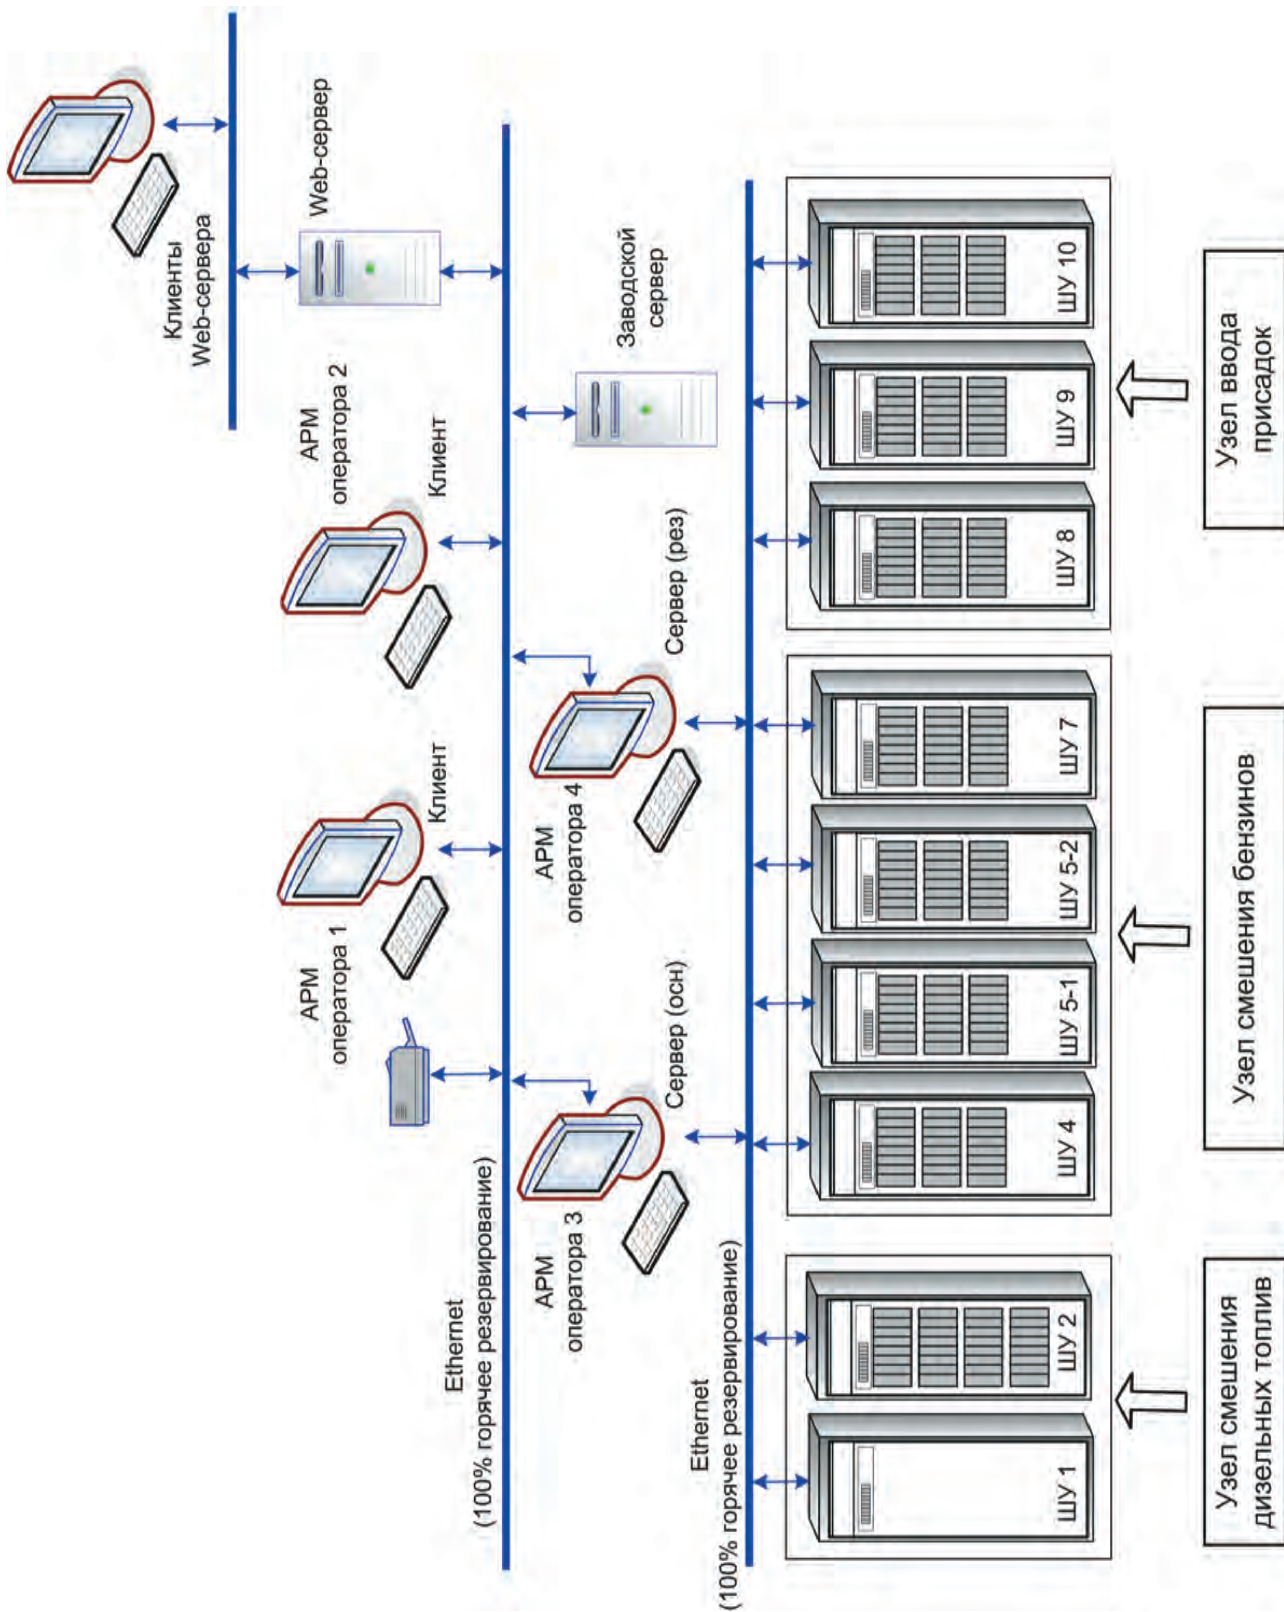 Клиенты
Web-сервера
Web-сервер
АРМ
оператора 1
Клиент
АРМ
оператора 2
Клиент
Ethernet
(100% горячее резервирование)
АРМ
оператора 3
Сервер (осн)
АРМ
оператора 4
Сервер (рез)
Заводской
сервер
Ethernet
(100% горячее резервирование)
ШУ 1
ШУ 2
ШУ 4
ШУ 5-1
ШУ 5-2
ШУ 7
ШУ 8
ШУ 9
ШУ 10
Узел смешения
дизельных топлив
Узел смешения бензинов
Узел ввода
присадок